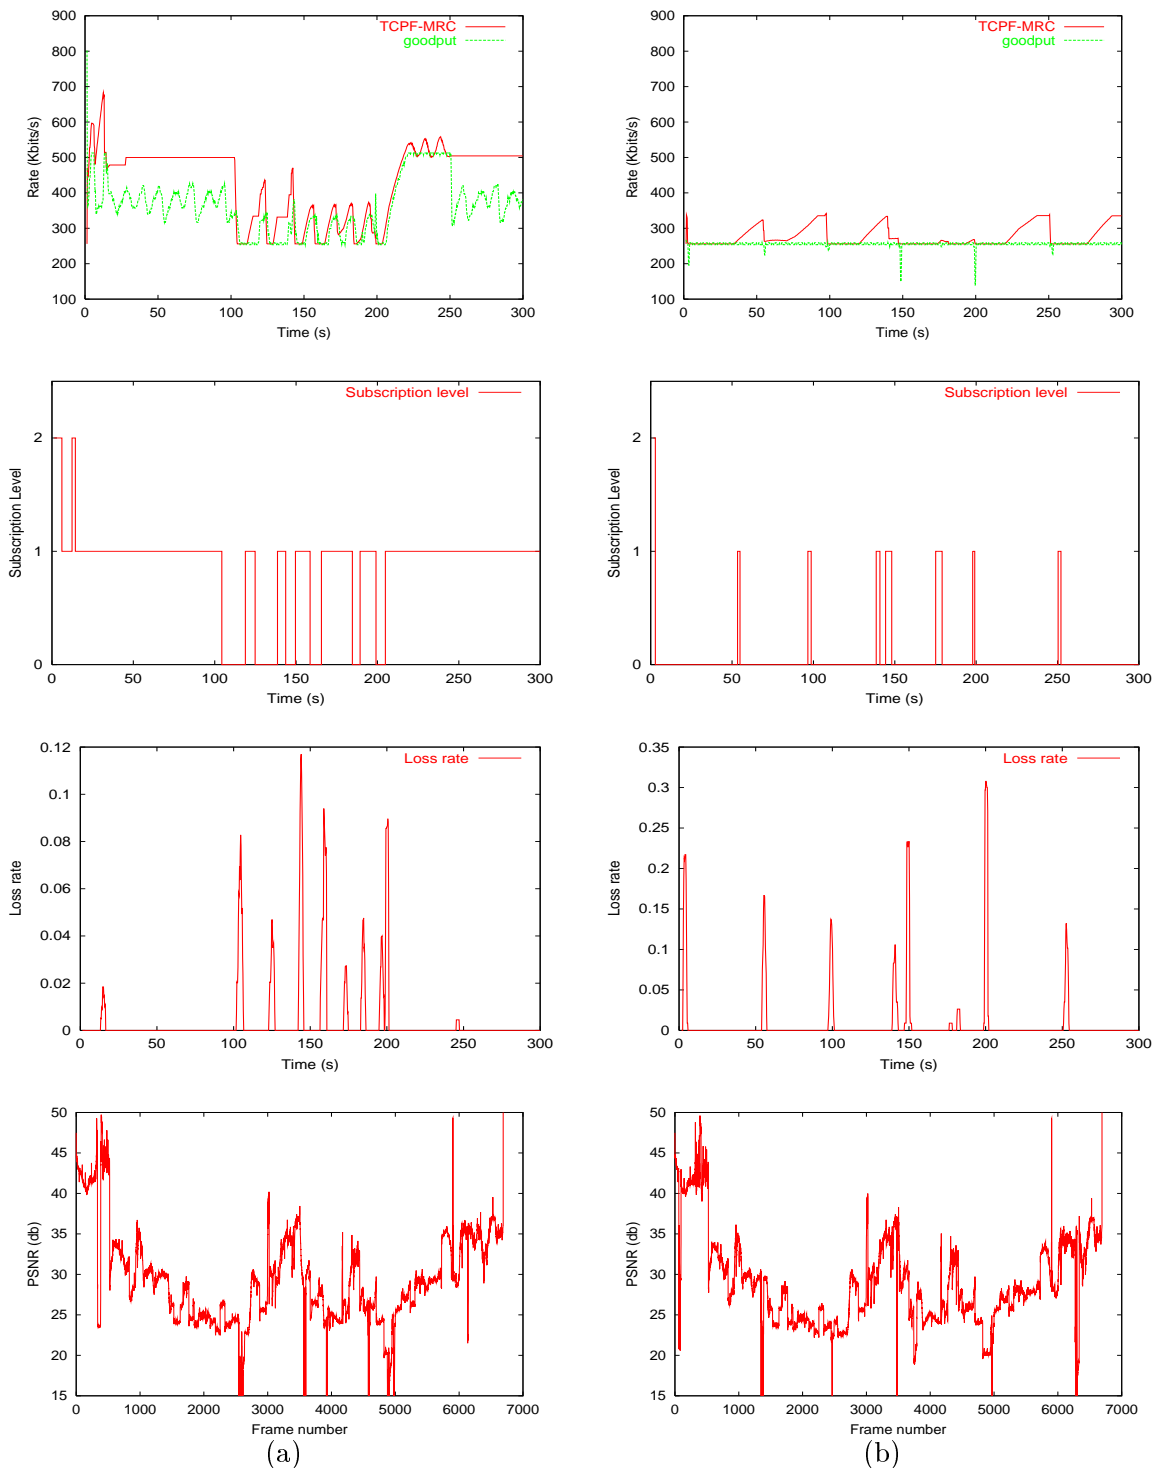 900
800
700
600
500
400
300
200
100
Rate (Kbits/s)
TCPF-MRC
goodput
0 50 100 150 200 250 300
Time (s)
900
800
700
600
500
400
300
200
100
Rate (Kbits/s)
TCPF-MRC
goodput
0 50 100 150 200 250 300
Time (s)
2
1
0
Subscription Level
Subscription level
0 50 100 150 200 250 300
Time (s)
2
1
0
Subscription Level
Subscription level
0 50 100 150 200 250 300
Time (s)
0.12
0.1
0.08
0.06
0.04
0.02
0
Loss rate
Loss rate
0 50 100 150 200 250 300
Time (s)
0.35
0.3
0.25
0.2
0.15
0.1
0.05
0
Loss rate
Loss rate
0 50 100 150 200 250 300
Time (s)
50
45
40
35
30
25
20
15
PSNR (db)
0 1000 2000 3000 4000 5000 6000 7000
Frame number
(a)
50
45
40
35
30
25
20
15
PSNR (db)
0 1000 2000 3000 4000 5000 6000 7000
Frame number
(b)